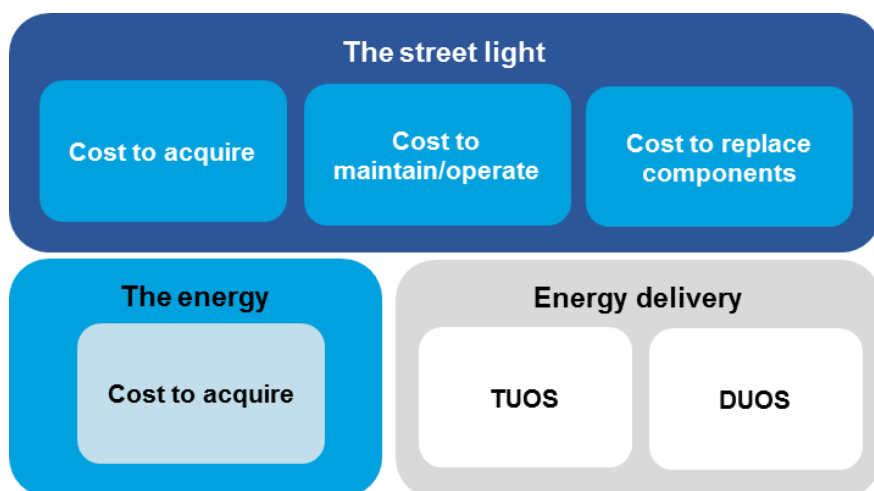 The street light
Cost to acquire
Cost to
maintain/operate
Cost to replace
components
The energy
Cost to acquire
Energy delivery
TUOS
DUOS